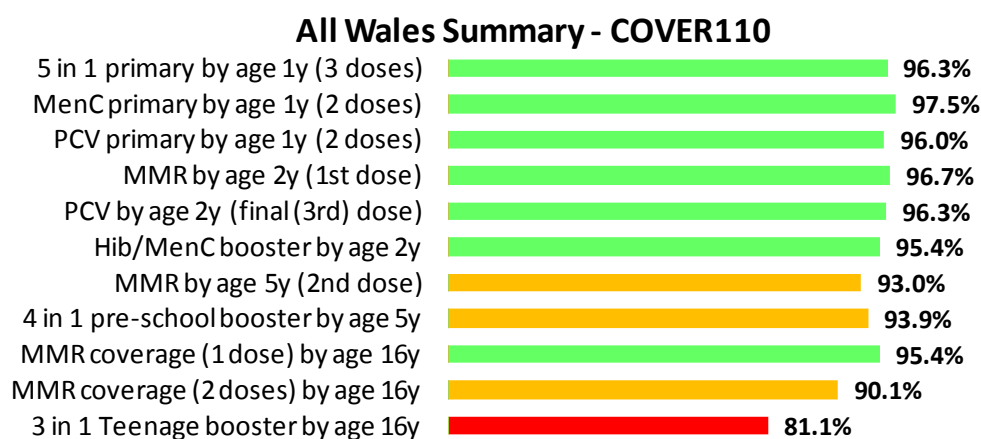 All Wales Summary - COVER110
5 in 1 primary by age 1y (3 doses) 96.3%
MenC primary by age 1y (2 doses) 97.5%
PCV primary by age 1y (2 doses) 96.0%
MMR by age 2y (1st dose) 96.7%
PCV by age 2y (final (3rd) dose) 96.3%
Hib/MenC booster by age 2y 95.4%
MMR by age 5y (2nd dose) 93.0%
4 in 1 pre-school booster by age 5y 93.9%
MMR coverage (1 dose) by age 16y 95.4%
MMR coverage (2 doses) by age 16y 90.1%
3 in 1 Teenage booster by age 16y 81.1%